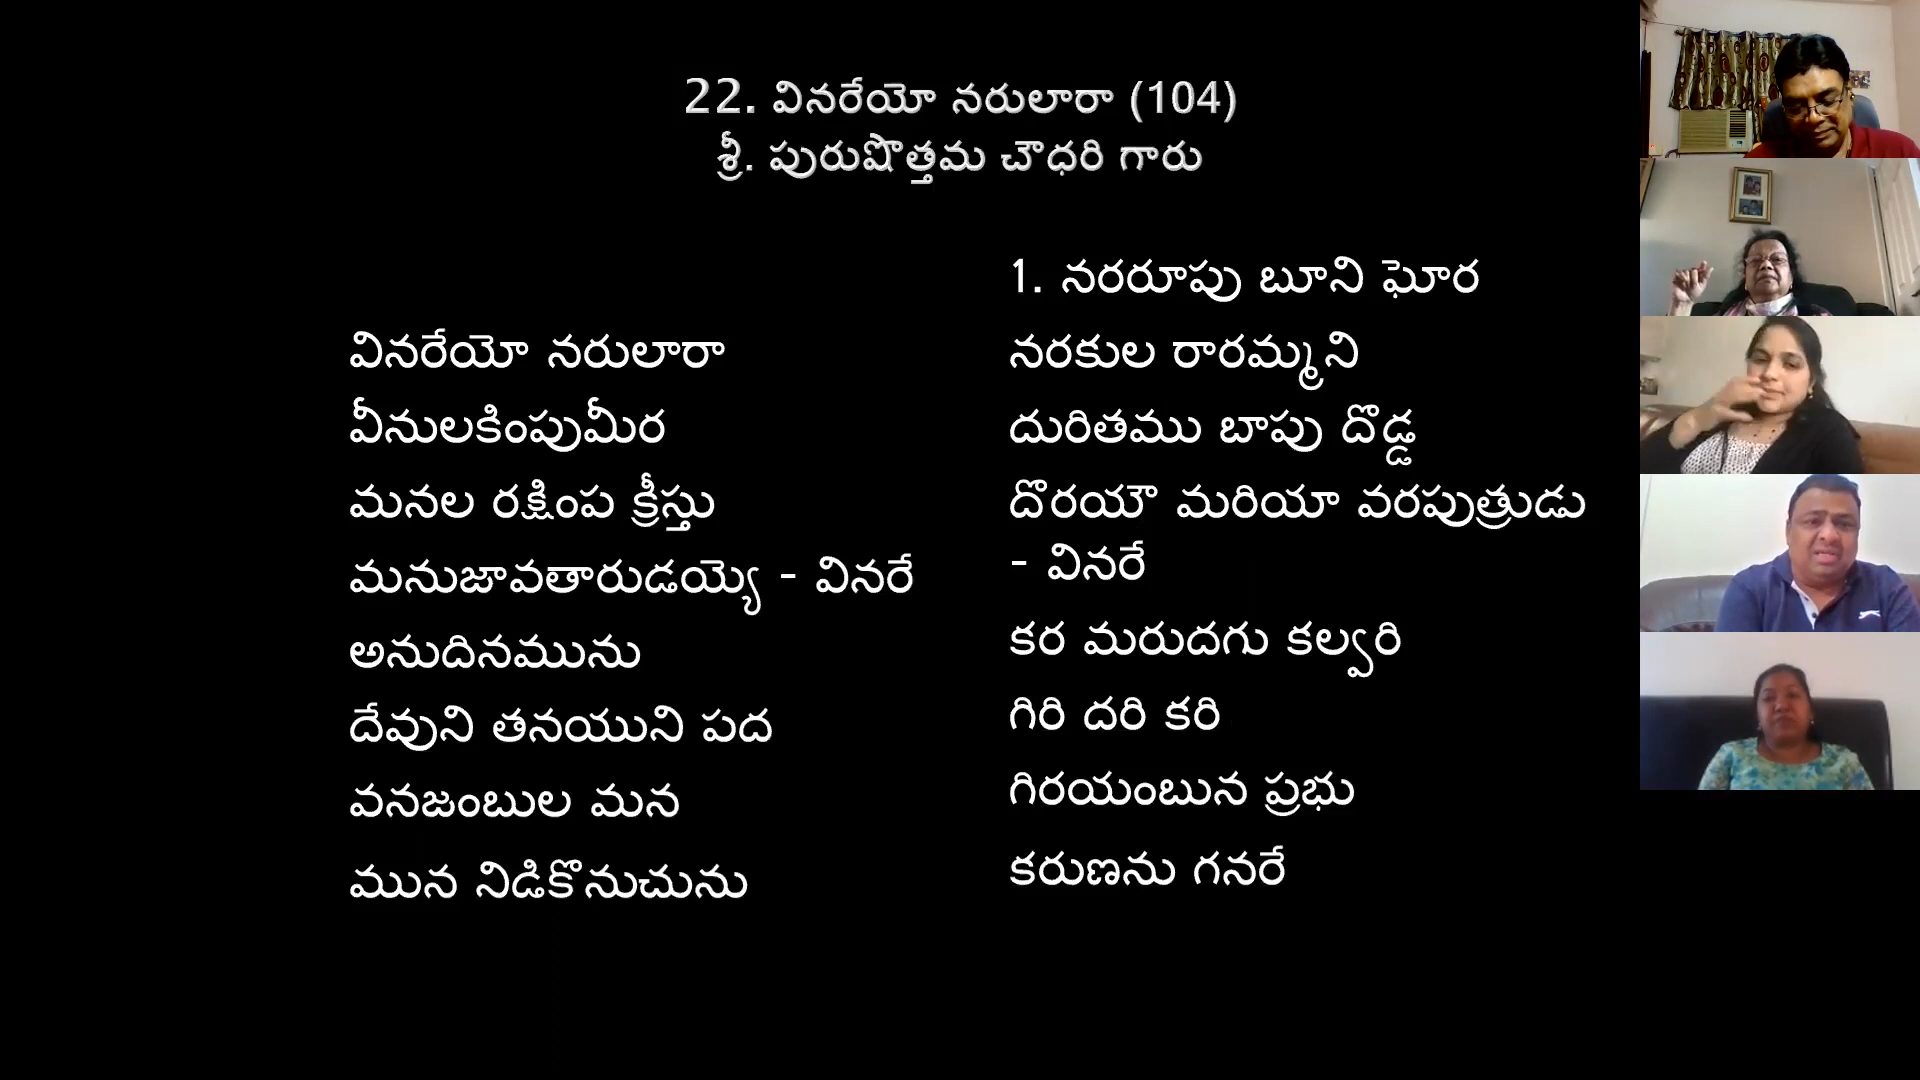 22. వినరేయో నరులారా (104)
శ్రీ. పురుషొత్తమ చౌధరి గారు
వినరేయో నరులారా
వీనులకింపుమీర
మనల రక్షింప క్రీస్తు
మనుజావతారుడయ్యె - వినరే
అనుదినమును
దేవుని తనయుని పద
వనజంబుల మన
మున నిడికొనుచును
1. నరరూపు బూని ఘోర
నరకుల రారమ్మని
దురితము బాపు దొడ్డ
దొరయౌ మరియా వరపుత్రుడు
- వినరే
కర మరుదగు కల్వరి
గిరి దరి కరి
గిరయంబున ప్రభు
కరుణను గనరే